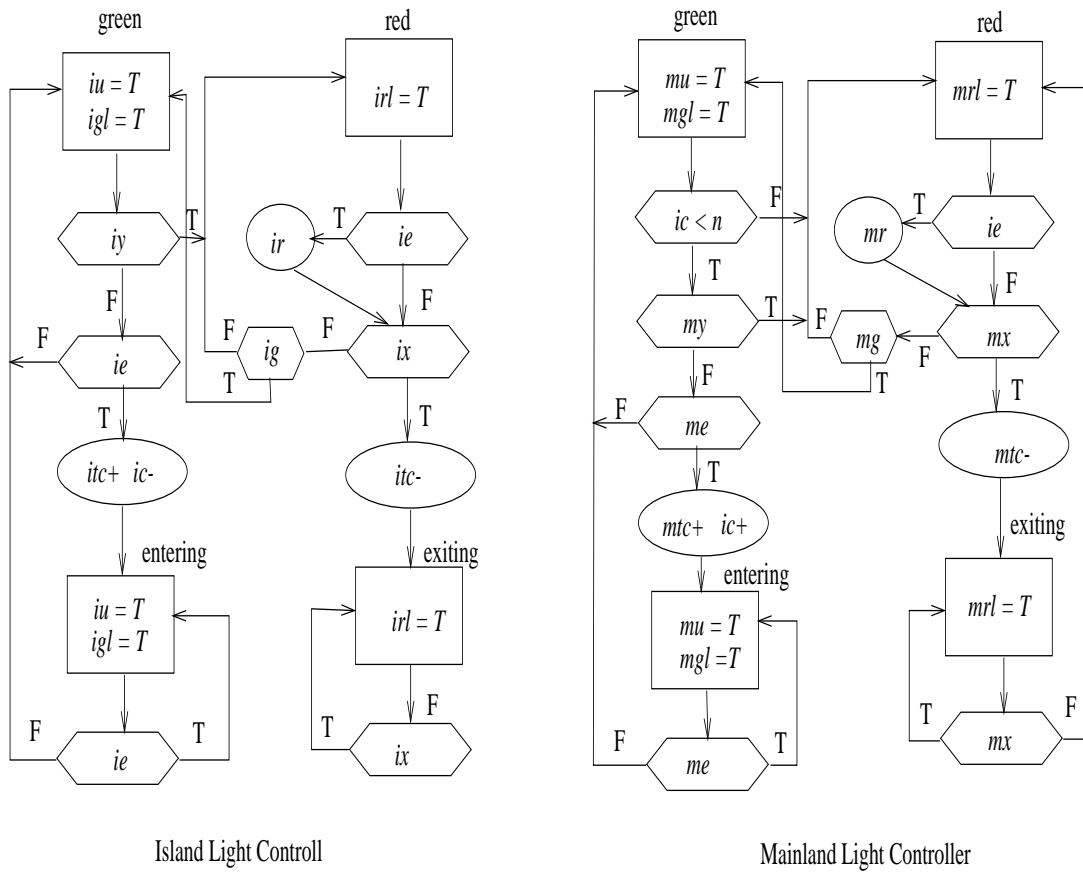 green
red
iu = T
igl = T
irl = T
iy
T
F
ir
T
ie
F
F
ie
T
F
ig
T
F
ix
T
itc+ ic-
itc-
entering
exiting
iu = T
igl = T
irl = T
F
ie
T
T
F
ix
Island Light Controll
green
red
mu = T
mgl = T
mrl = T
ic < n
F
T
mr
T
ie
F
my
T
F
F
mg
T
F
mx
T
F
me
T
mtc+ ic+
mtc-
entering
exiting
mu = T
mgl =T
mrl = T
F
me
T
T
mx
F
Mainland Light Controller